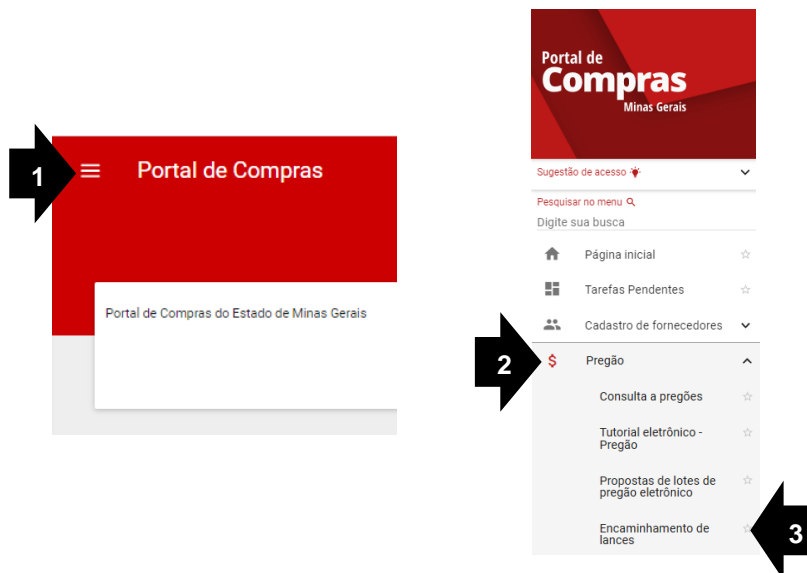 1
Portal de Compras
Portal de Compras do Estado de Minas Gerais
Portal de
Compras
Minas Gerais
Sugestão de acesso
Pesquisar no menu
Digite sua busca
Página inicial
Tarefas Pendentes
Cadastro de fornecedores
2
$ Pregão
Consulta a pregões
Tutorial eletrônico -
Pregão
Propostas de lotes de
pregão eletrônico
Encaminhamento de
lances
3